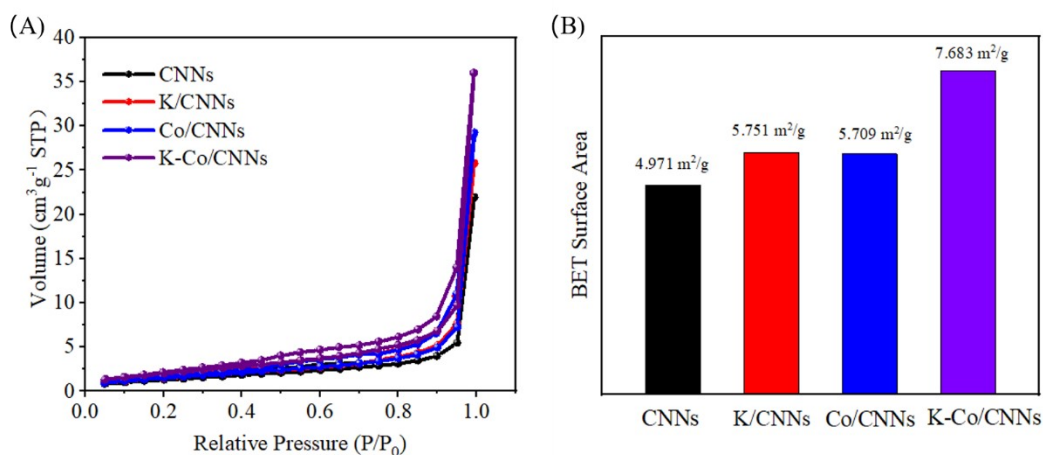 (A)
40
35
30
25
20
15
10
5
0
Volume (cm³ g⁻¹ STP)
CNNs
K/CNNs
Co/CNNs
K-Co/CNNs
0.0 0.2 0.4 0.6 0.8 1.0
Relative Pressure (P/P₀)
(B)
BET Surface Area
4.971 m²/g
5.751 m²/g
5.709 m²/g
7.683 m²/g
CNNs K/CNNs Co/CNNs K-Co/CNNs